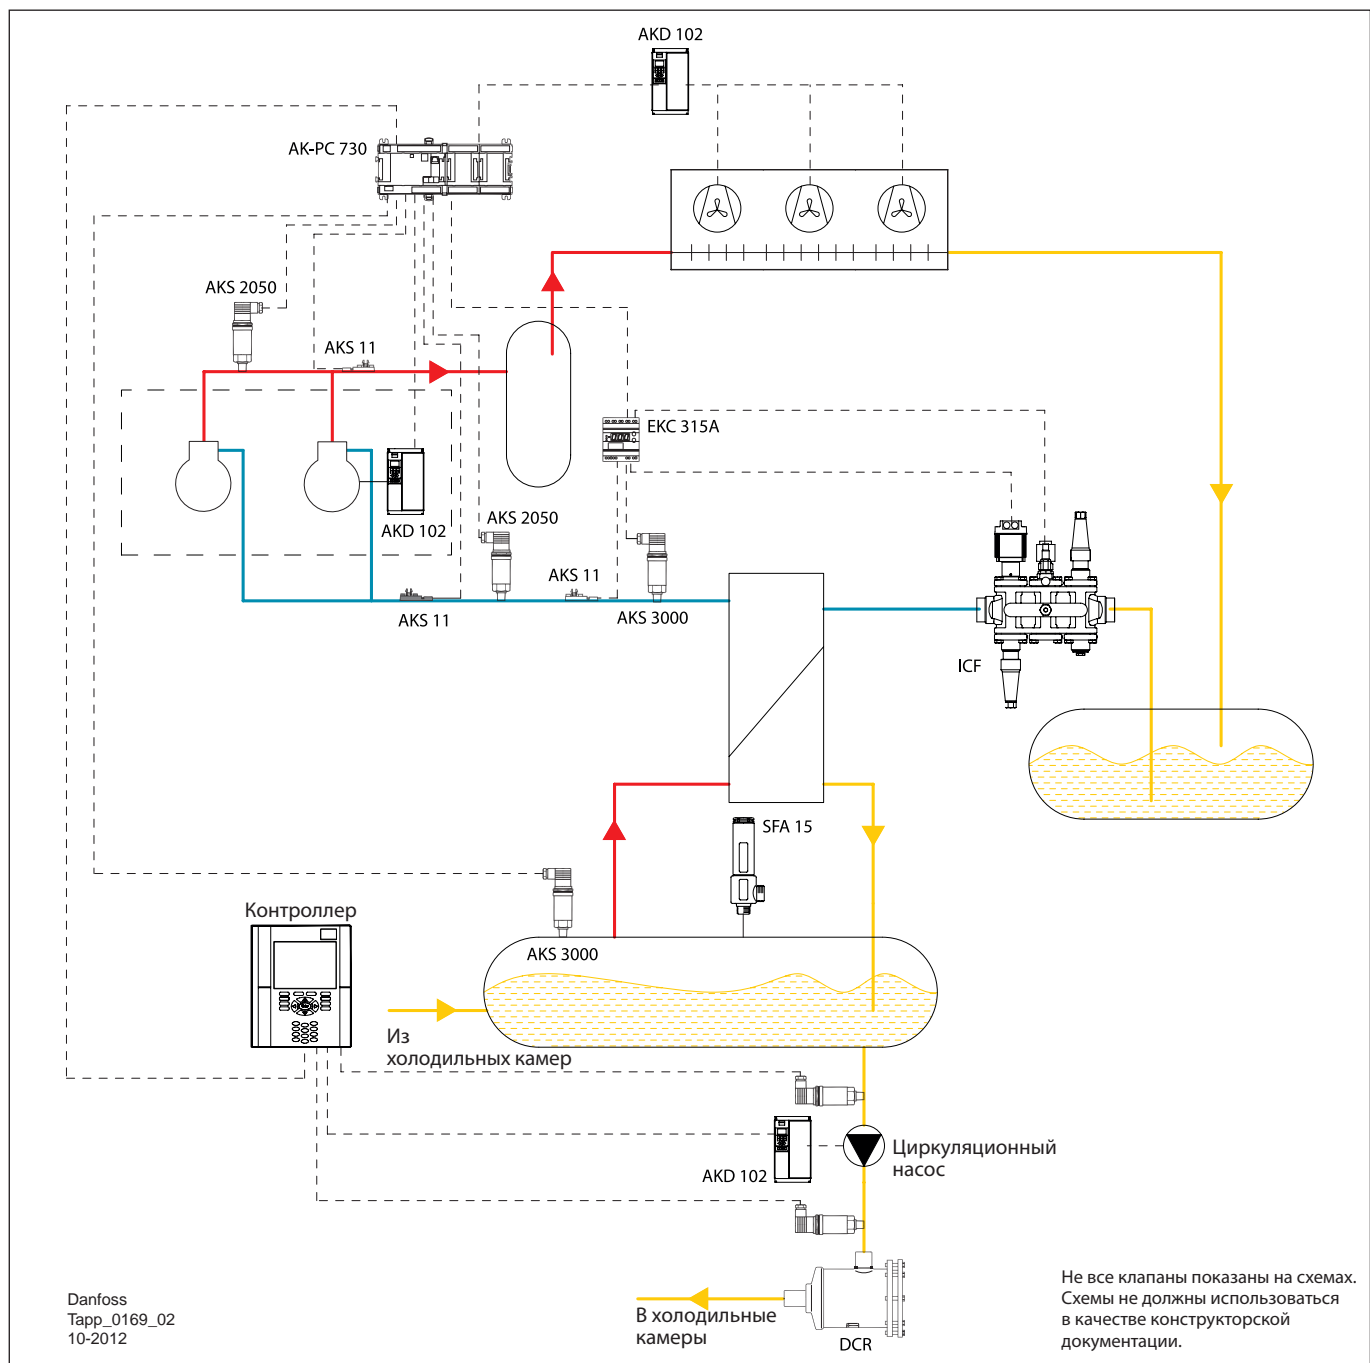 AKD 102
AK-PC 730
AKS 2050
AKS 11
EKC 315A
AKD 102
AKS 2050
AKS 11
AKS 11
AKS 3000
ICF
SFA 15
Контроллер
AKS 3000
Из
холодильных камер
Циркуляционный
насос
AKD 102
В холодильные
камеры
DCR
Danfoss
Tapp_0169_02
10-2012
Не все клапаны показаны на схемах.
Схемы не должны использоваться
в качестве конструкторской
документации.